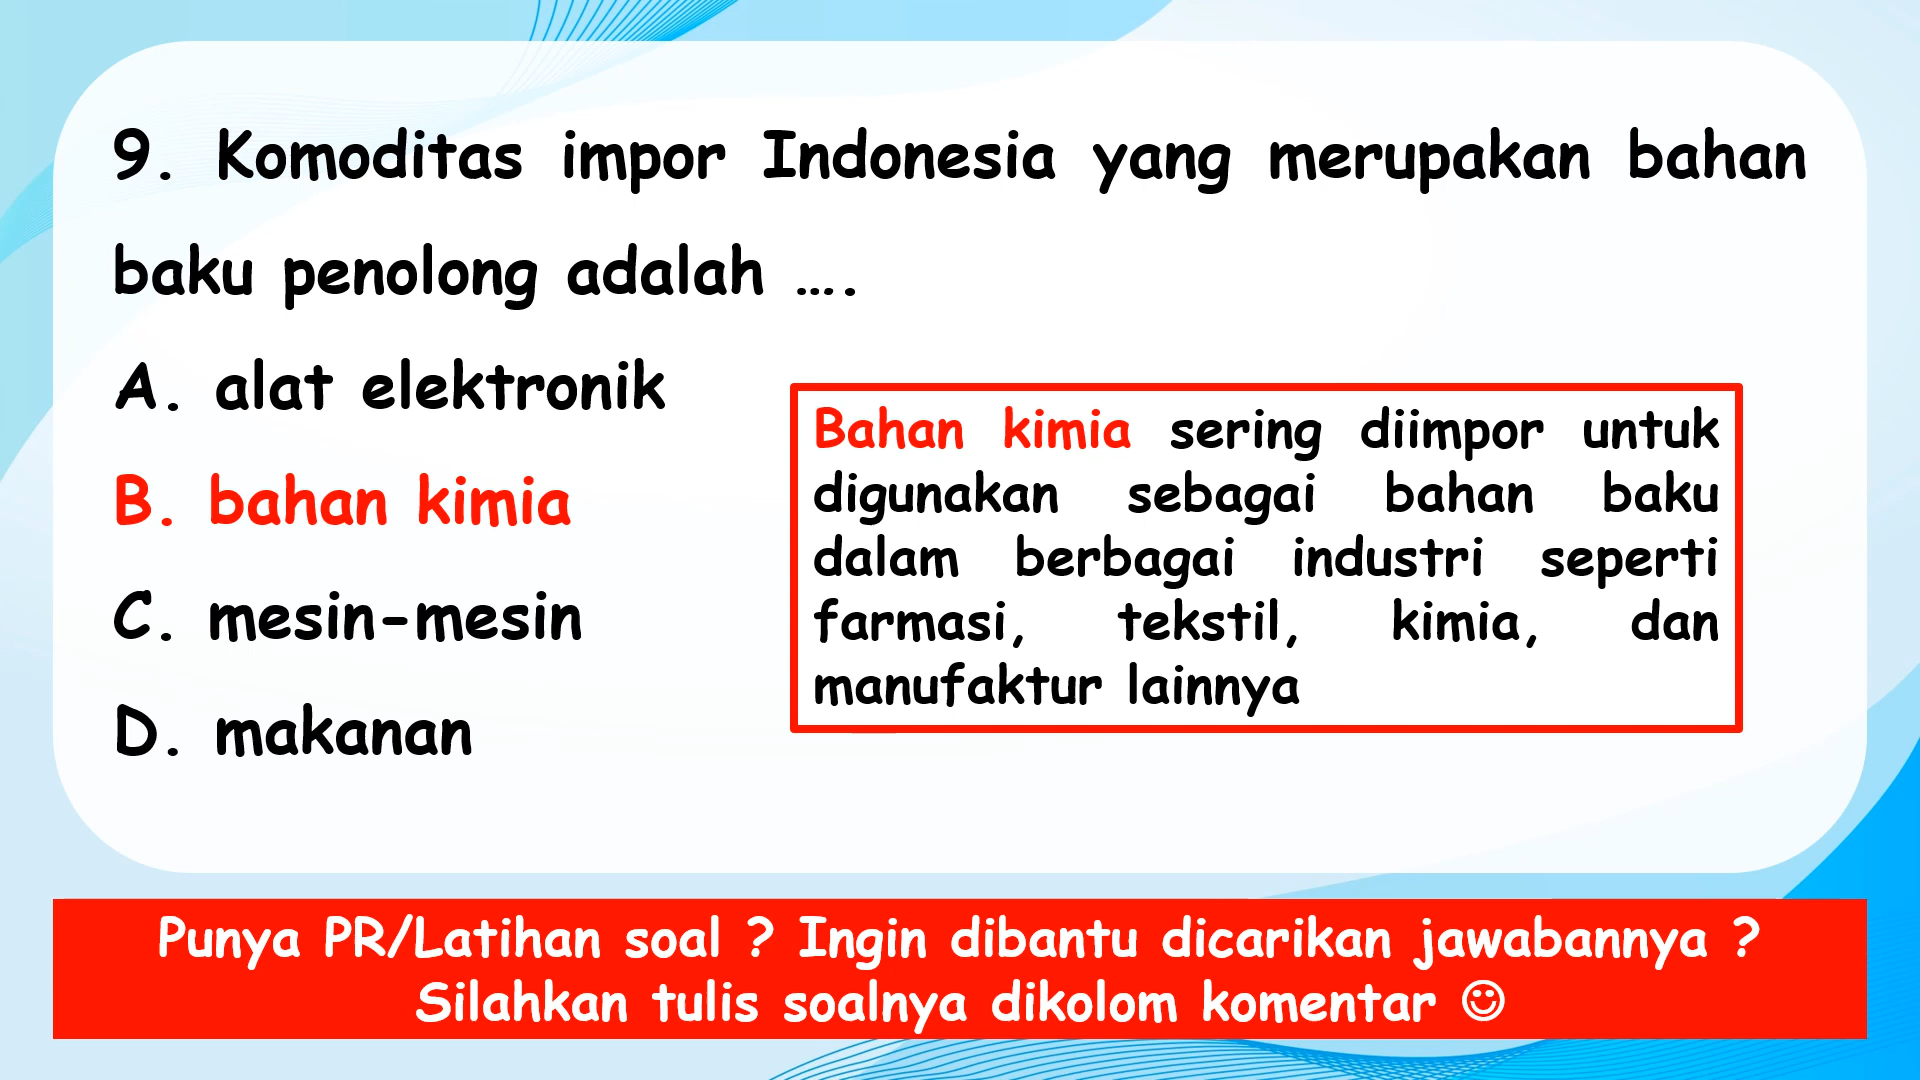 9. Komoditas impor Indonesia yang merupakan bahan
baku penolong adalah ….
A. alat elektronik
B. bahan kimia
C. mesin-mesin
D. makanan
Bahan kimia sering diimpor untuk
digunakan sebagai bahan baku
dalam berbagai industri seperti
farmasi, tekstil, kimia, dan
manufaktur lainnya
Punya PR/Latihan soal ? Ingin dibantu dicarikan jawabannya ?
Silahkan tulis soalnya dikolom komentar ☺